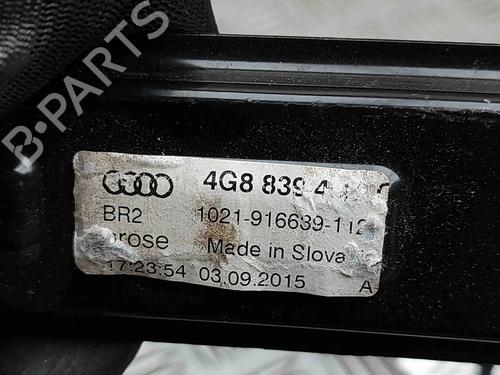 4G8 839 4
BR2 1021-916639-112
rose Made in Slova
17:23:54 03.09.2015 A
B-PARTS